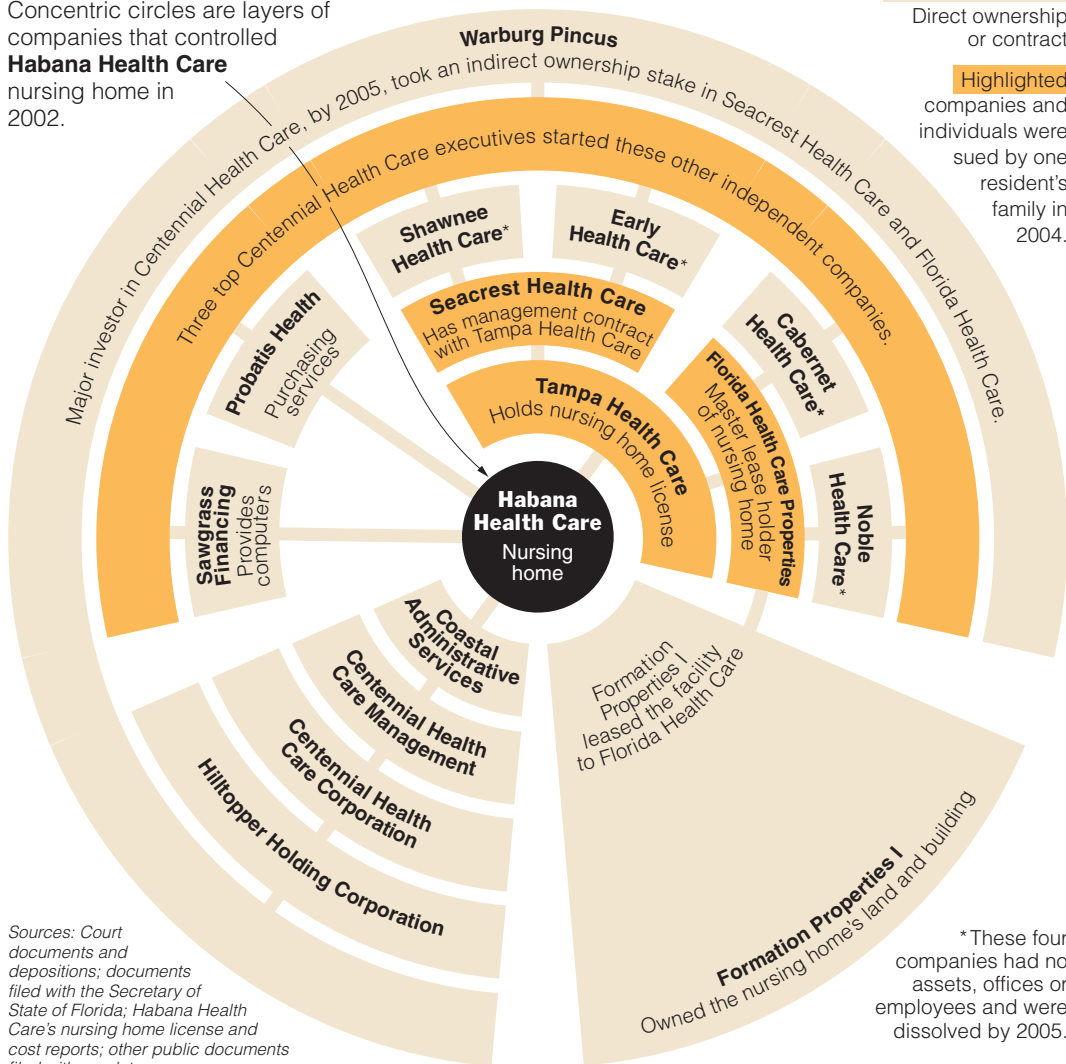 Concentric circles are layers of
companies that controlled
Habana Health Care
nursing home in
2002.
Direct ownership
or contract
Highlighted
companies and
individuals were
sued by one
resident's
family in
2004.
Warburg Pincus
Major investor in Centennial Health Care, by 2005, took an indirect ownership stake in Seacrest Health Care and Florida Health Care.
Three top Centennial Health Care executives started these other independent companies.
Shawnee
Health Care*
Early
Health Care*
Seacrest Health Care
Has management contract
with Tampa Health Care
Tampa Health Care
Holds nursing home license
Probatis Health
Purchasing
services
Sawgrass
Financing
Provides
computers
Cabernet
Health Care*
Florida Health Care Properties
Master lease holder
of nursing home
Noble
Health Care*
Habana
Health Care
Nursing
home
Coastal
Administrative
Services
Centennial Health
Care Management
Centennial Health
Care Corporation
Hilltopper Holding Corporation
Formation
Properties I
leased the facility
to Florida Health Care
Formation Properties I
Owned the nursing home's land and building
Sources: Court
documents and
depositions; documents
filed with the Secretary of
State of Florida; Habana Health
Care's nursing home license and
cost reports; other public documents
*These four
companies had no
assets, offices or
employees and were
dissolved by 2005.